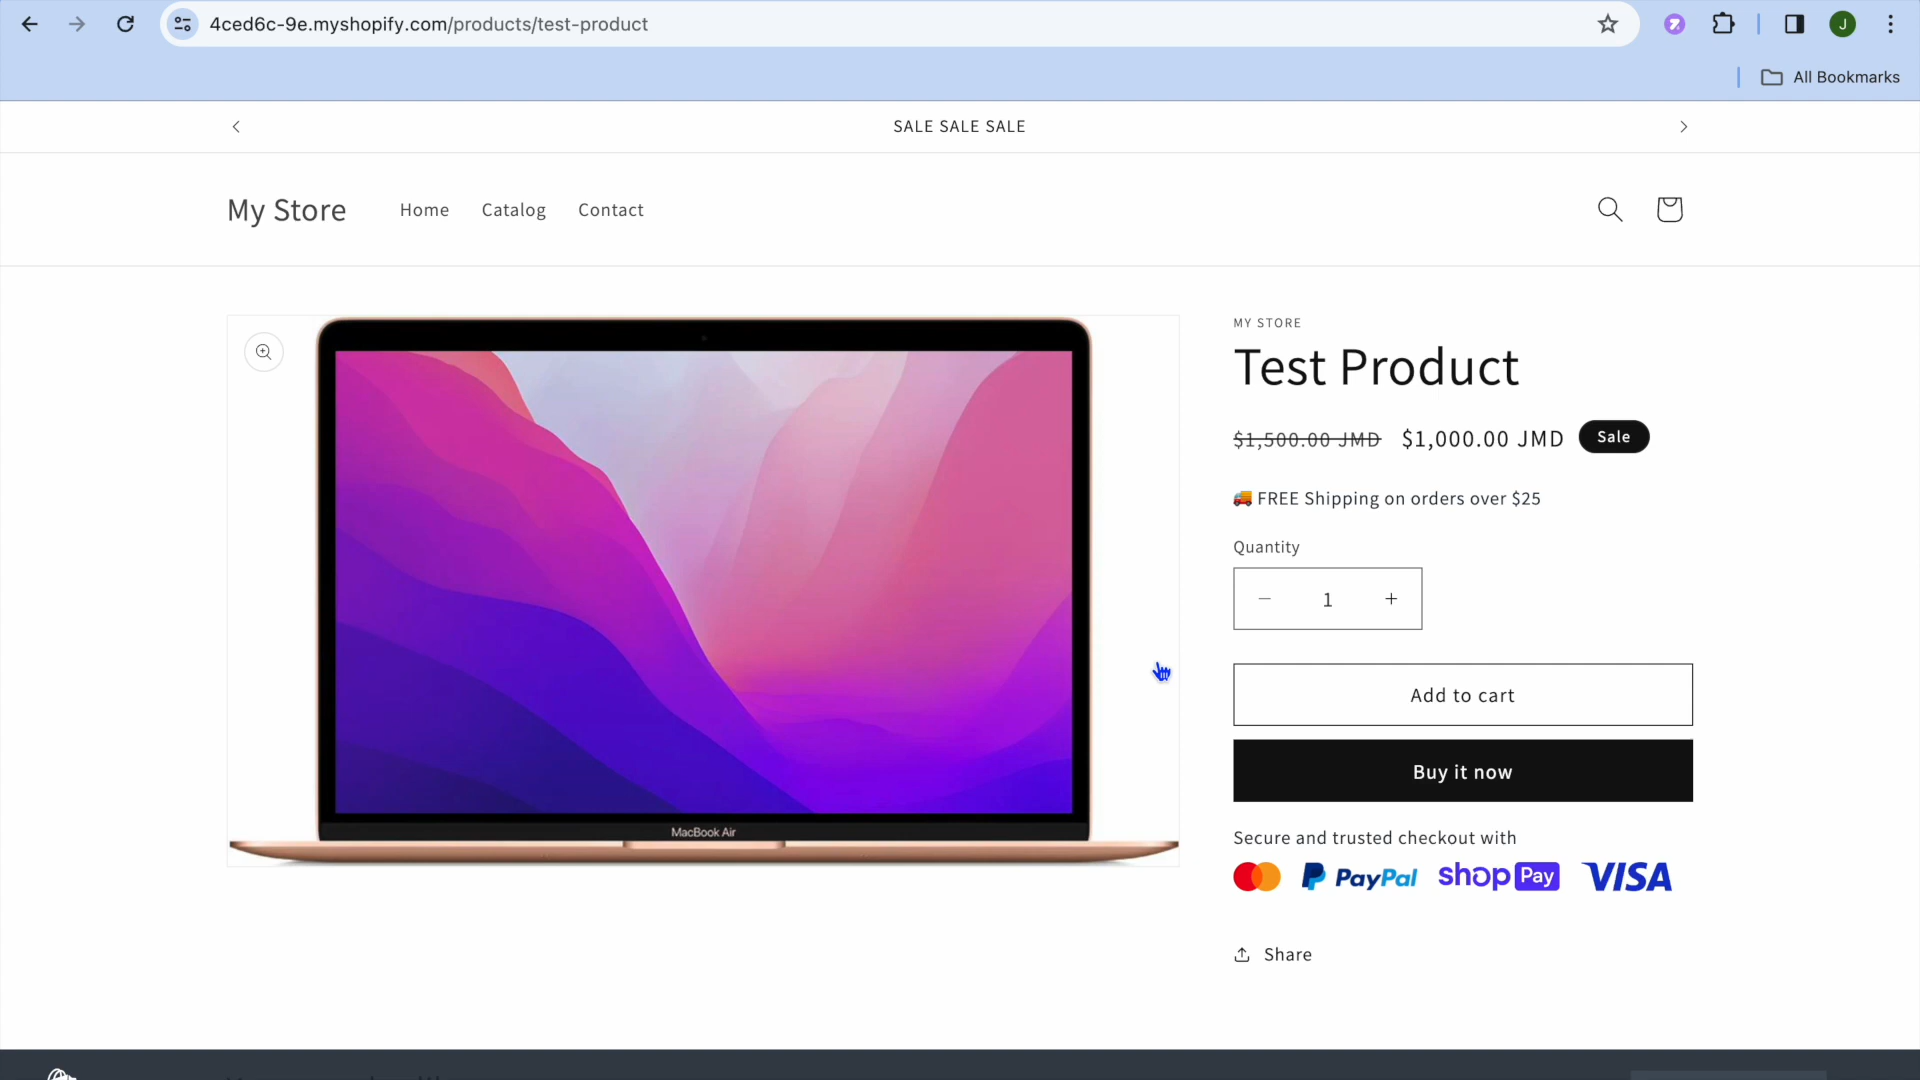 4ced6c-9e.myshopify.com/products/test-product
J
All Bookmarks
SALE SALE SALE
My Store
Home
Catalog
Contact
MY STORE
Test Product
$1,500.00 JMD $1,000.00 JMD Sale
🚚 FREE Shipping on orders over $25
Quantity
− 1 +
Add to cart
Buy it now
MacBook Air
Secure and trusted checkout with
PayPal shop Pay VISA
Share